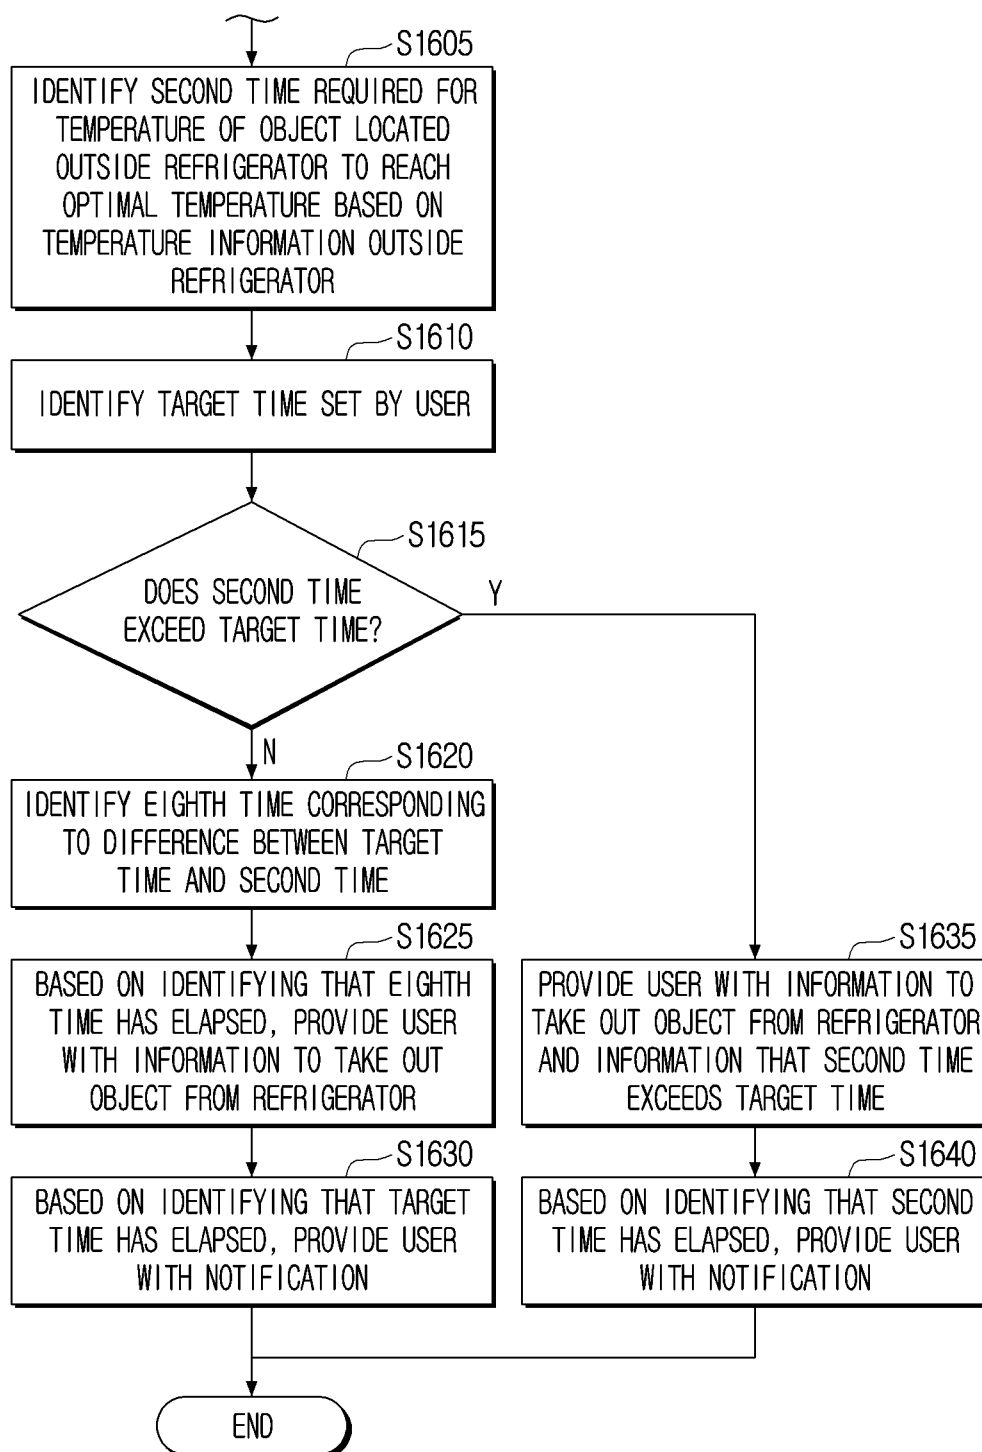 S1605
IDENTIFY SECOND TIME REQUIRED FOR
TEMPERATURE OF OBJECT LOCATED
OUTSIDE REFRIGERATOR TO REACH
OPTIMAL TEMPERATURE BASED ON
TEMPERATURE INFORMATION OUTSIDE
REFRIGERATOR
S1610
IDENTIFY TARGET TIME SET BY USER
S1615
DOES SECOND TIME
EXCEED TARGET TIME?
Y
N
S1620
IDENTIFY EIGHTH TIME CORRESPONDING
TO DIFFERENCE BETWEEN TARGET
TIME AND SECOND TIME
S1625
BASED ON IDENTIFYING THAT EIGHTH
TIME HAS ELAPSED, PROVIDE USER
WITH INFORMATION TO TAKE OUT
OBJECT FROM REFRIGERATOR
S1635
PROVIDE USER WITH INFORMATION TO
TAKE OUT OBJECT FROM REFRIGERATOR
AND INFORMATION THAT SECOND TIME
EXCEEDS TARGET TIME
S1630
BASED ON IDENTIFYING THAT TARGET
TIME HAS ELAPSED, PROVIDE USER
WITH NOTIFICATION
S1640
BASED ON IDENTIFYING THAT SECOND
TIME HAS ELAPSED, PROVIDE USER
WITH NOTIFICATION
END